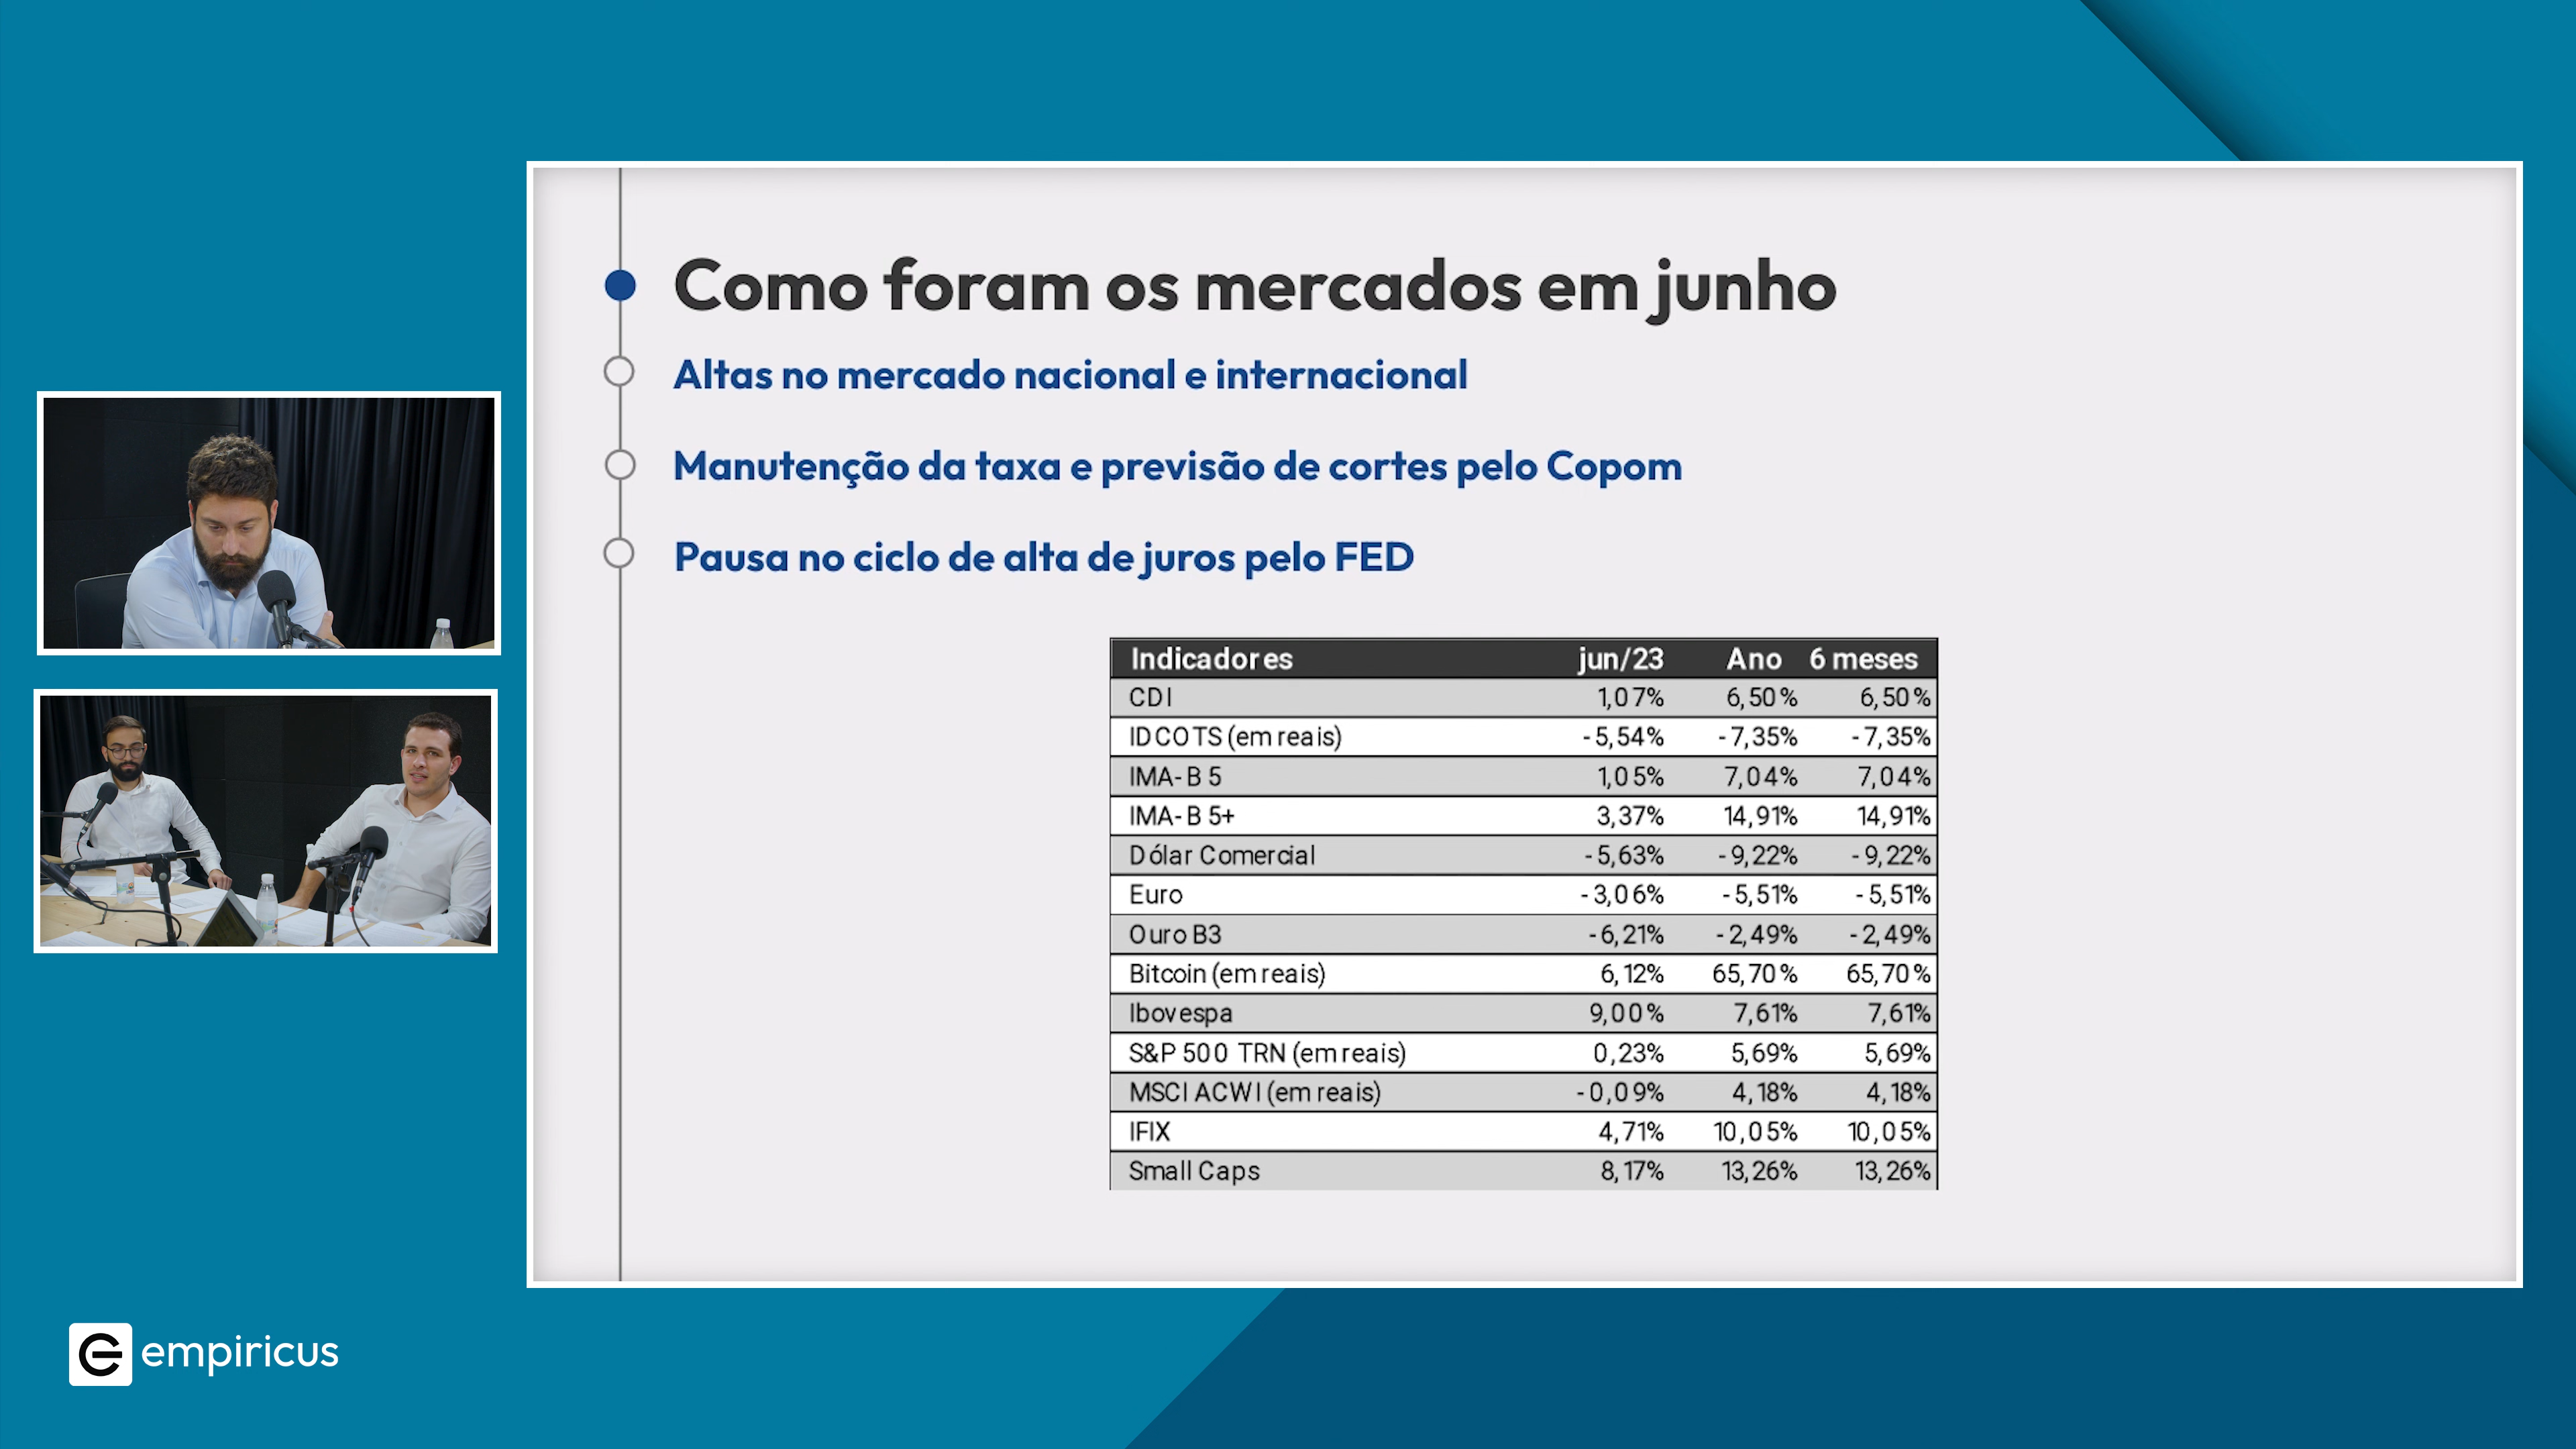 Como foram os mercados em junho
Altas no mercado nacional e internacional
Manutenção da taxa e previsão de cortes pelo Copom
Pausa no ciclo de alta de juros pelo FED
Indicadores jun/23 Ano 6 meses
CDI 1,07% 6,50% 6,50%
IDCOTS (em reais) -5,54% -7,35% -7,35%
IMA-B 5 1,05% 7,04% 7,04%
IMA-B 5+ 3,37% 14,91% 14,91%
Dólar Comercial -5,63% -9,22% -9,22%
Euro -3,06% -5,51% -5,51%
Ouro B3 -6,21% -2,49% -2,49%
Bitcoin (em reais) 6,12% 65,70% 65,70%
Ibovespa 9,00% 7,61% 7,61%
S&P 500 TRN (em reais) 0,23% 5,69% 5,69%
MSCI ACWI (em reais) -0,09% 4,18% 4,18%
IFIX 4,71% 10,05% 10,05%
Small Caps 8,17% 13,26% 13,26%
empiricus